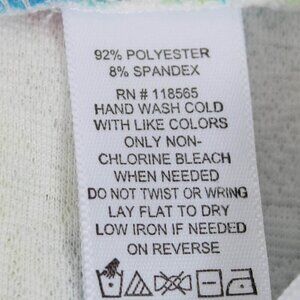 92% POLYESTER
8% SPANDEX
RN # 118565
HAND WASH COLD
WITH LIKE COLORS
ONLY NON-
CHLORINE BLEACH
WHEN NEEDED
DO NOT TWIST OR WRING
LAY FLAT TO DRY
LOW IRON IF NEEDED
ON REVERSE